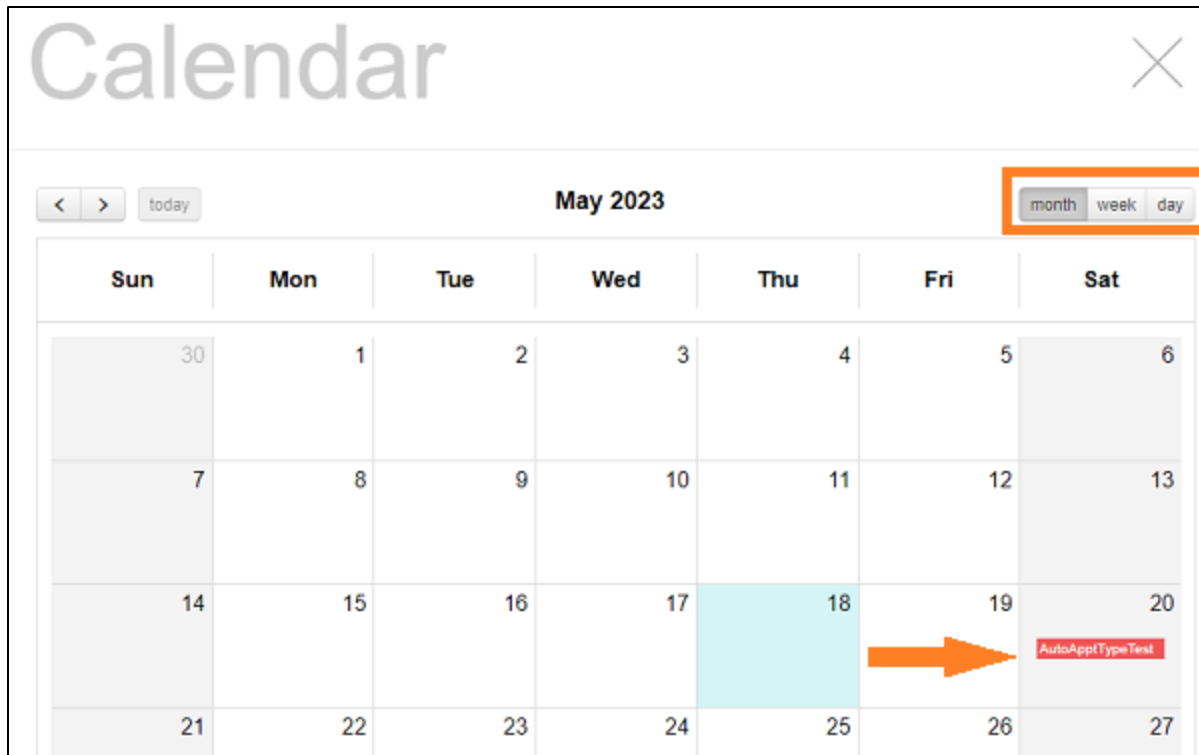 Calendar
< > today May 2023 month week day
Sun Mon Tue Wed Thu Fri Sat
30 1 2 3 4 5 6
7 8 9 10 11 12 13
14 15 16 17 18 19 20
AutoApptTypeTest
21 22 23 24 25 26 27